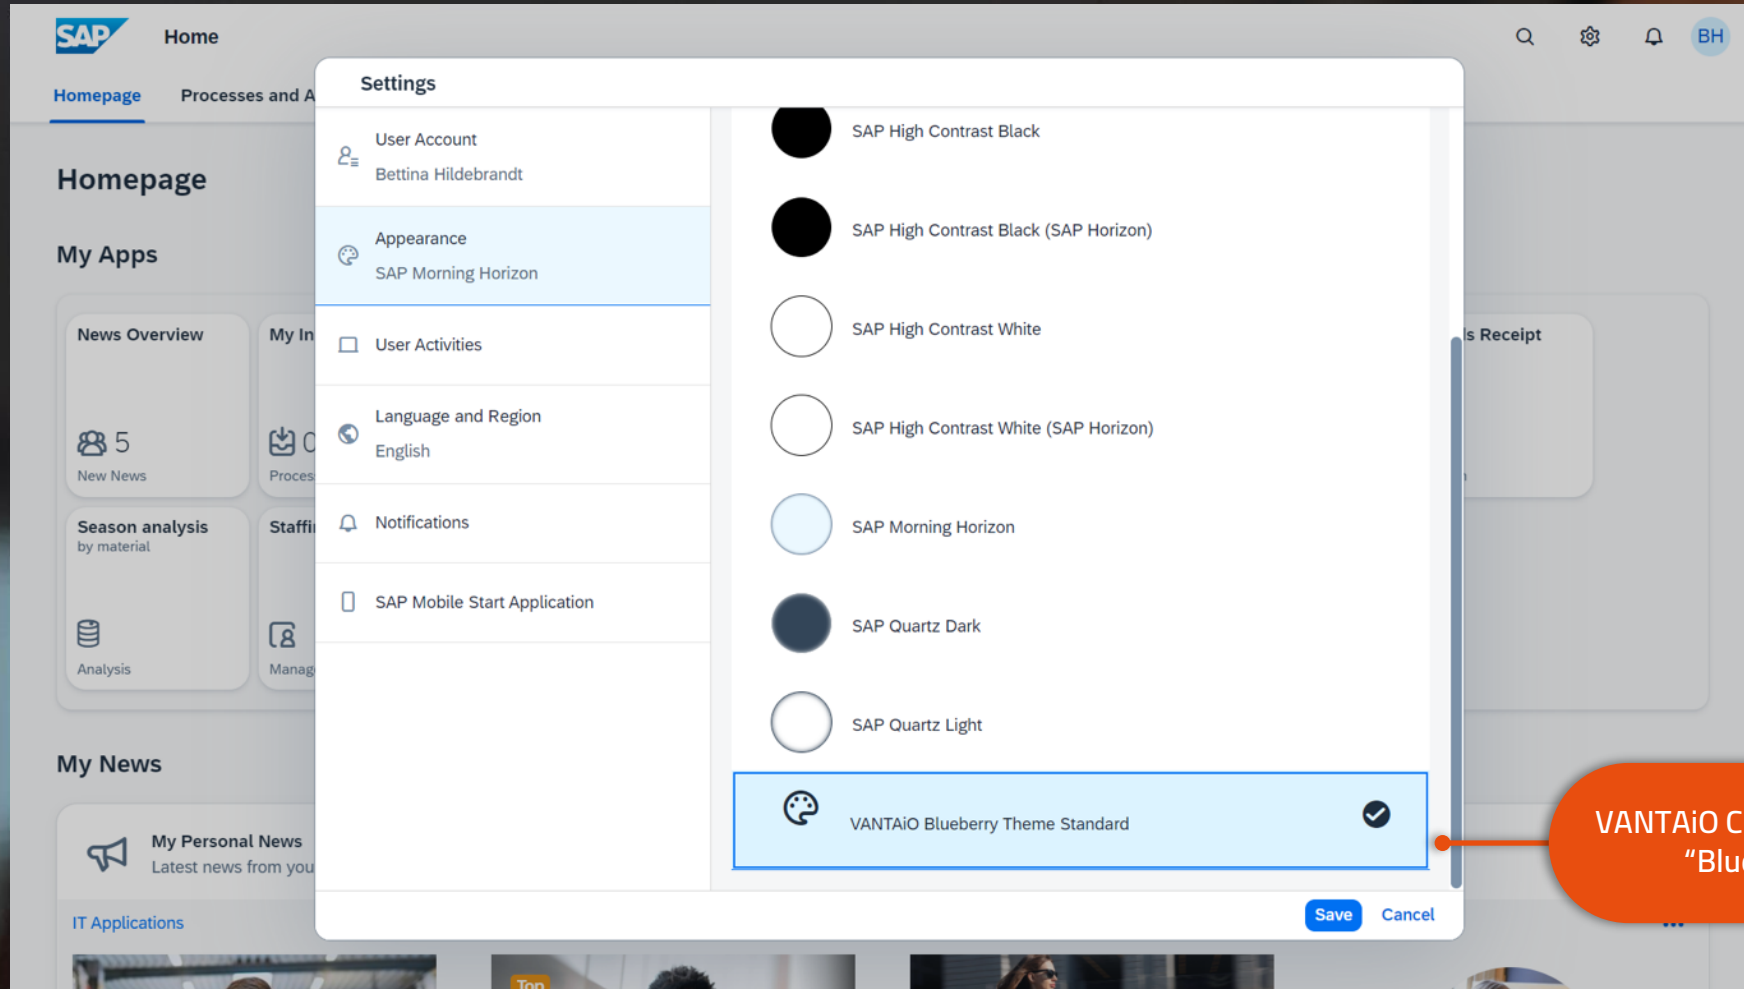 SAP
Home
BH
Homepage
Processes and A
Homepage
My Apps
News Overview
5
New News
My In
0
Proces
s Receipt
Season analysis
by material
Analysis
Staffi
Manag
My News
My Personal News
Latest news from you
IT Applications
Top
Settings
User Account
Bettina Hildebrandt
Appearance
SAP Morning Horizon
User Activities
Language and Region
English
Notifications
SAP Mobile Start Application
SAP High Contrast Black
SAP High Contrast Black (SAP Horizon)
SAP High Contrast White
SAP High Contrast White (SAP Horizon)
SAP Morning Horizon
SAP Quartz Dark
SAP Quartz Light
VANTAiO Blueberry Theme Standard
Save
Cancel
VANTAiO C
“Blu